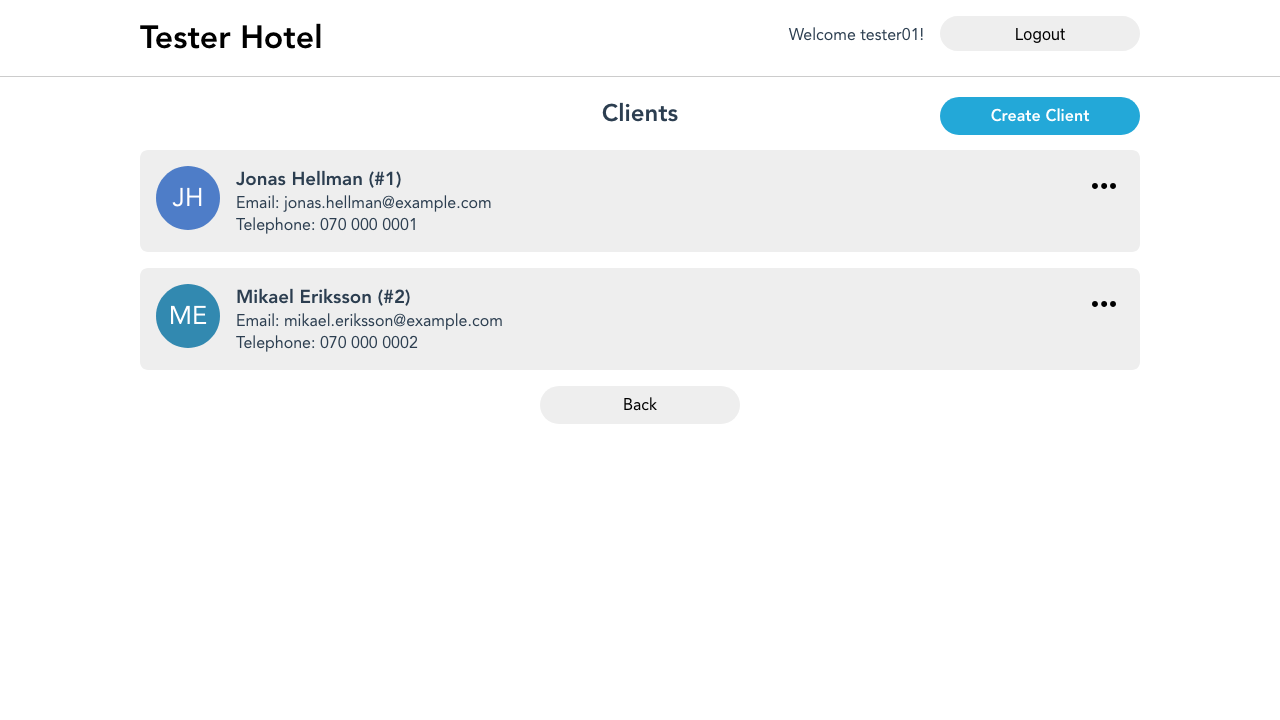 Tester Hotel
Welcome tester01!
Logout
Clients
Create Client
JH
Jonas Hellman (#1)
Email: jonas.hellman@example.com
Telephone: 070 000 0001
ME
Mikael Eriksson (#2)
Email: mikael.eriksson@example.com
Telephone: 070 000 0002
Back